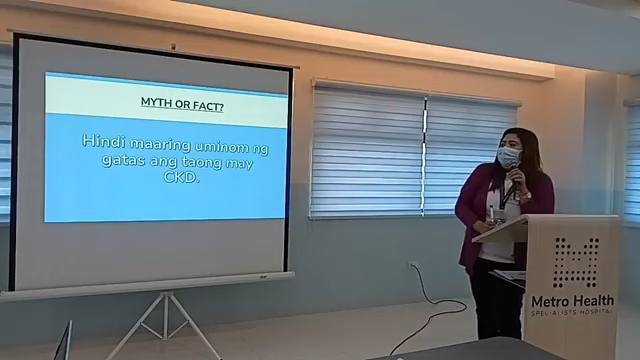 MYTH OR FACT?
Hindi maaring uminom ng
gatas ang taong may
CKD.
Metro Health
SPECIALISTS HOSPITAL